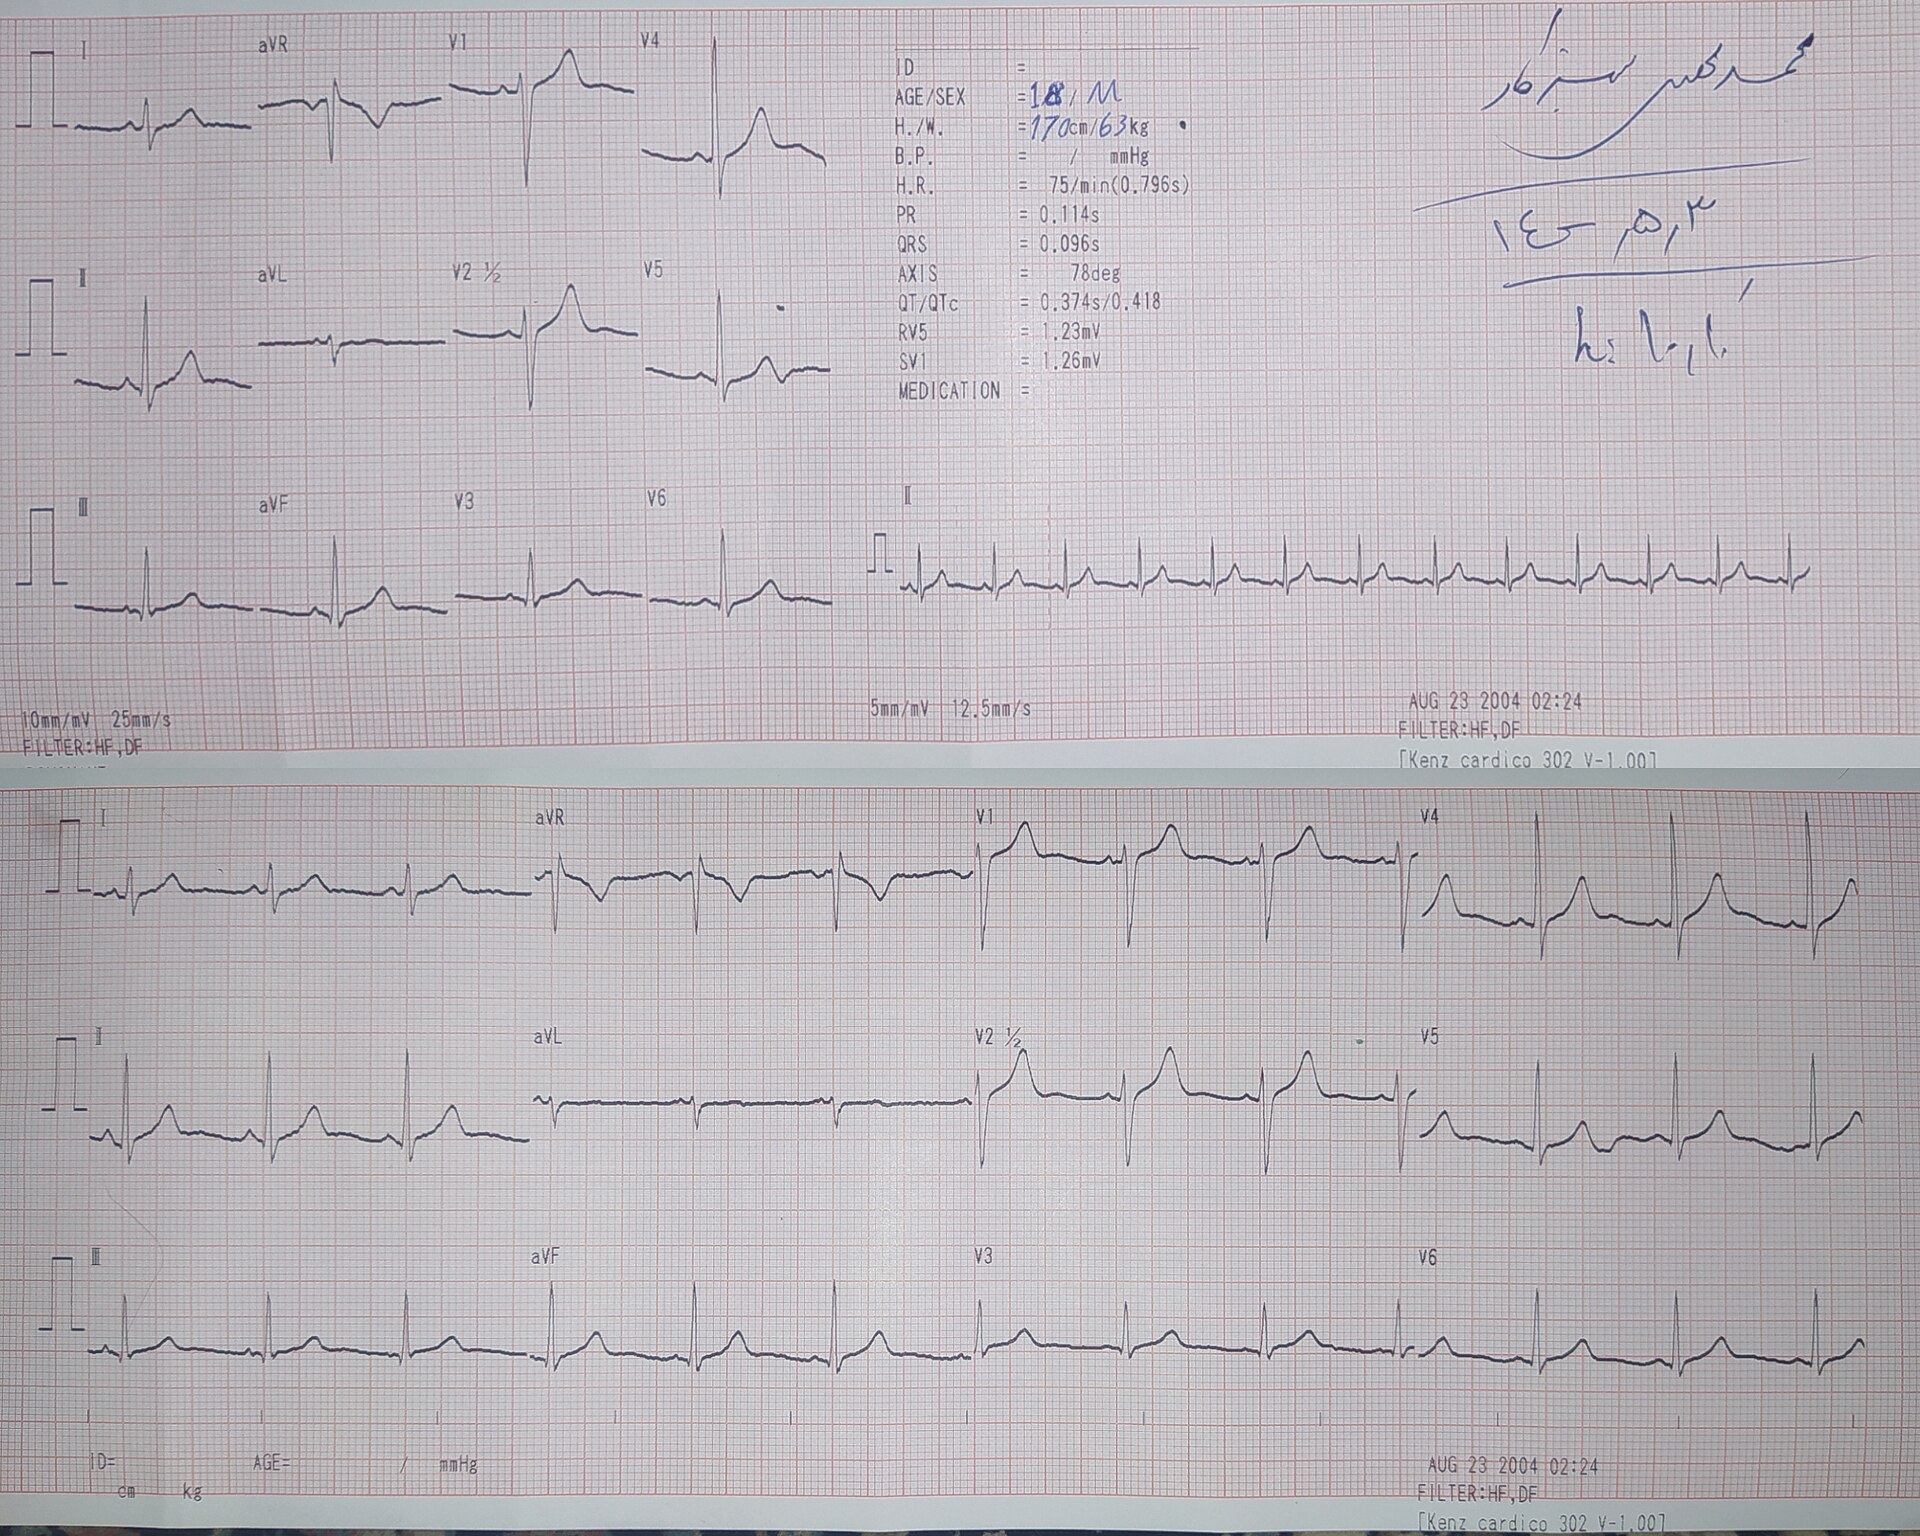 I
aVR
V1
V4
ID =
AGE/SEX =18/M
H./W. =170cm/63kg
B.P. = / mmHg
H.R. = 75/min(0.796s)
PR = 0.114s
QRS = 0.096s
AXIS = 78deg
QT/QTc = 0.374s/0.418
RV5 = 1.23mV
SV1 = 1.26mV
MEDICATION =
II
aVL
V2 ½
V5
III
aVF
V3
V6
II
10mm/mV 25mm/s
FILTER:HF,DF
5mm/mV 12.5mm/s
AUG 23 2004 02:24
FILTER:HF,DF
[Kenz cardico 302 V-1.00]
I
aVR
V1
V4
II
aVL
V2 ½
V5
III
aVF
V3
V6
ID= AGE= / mmHg
cm kg
AUG 23 2004 02:24
FILTER:HF,DF
[Kenz cardico 302 V-1.00]